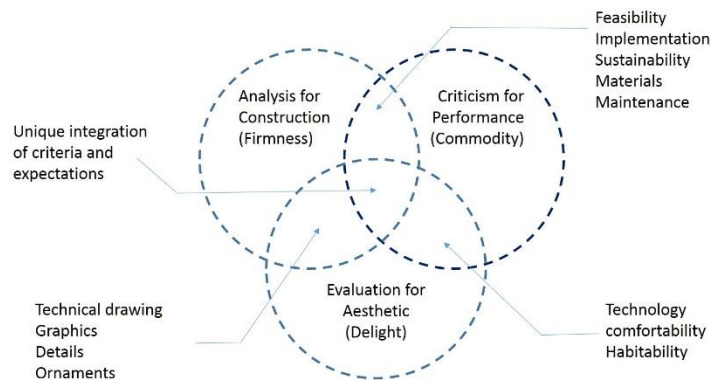 Feasibility
Implementation
Sustainability
Materials
Maintenance
Analysis for
Construction
(Firmness)
Criticism for
Performance
(Commodity)
Unique integration
of criteria and
expectations
Evaluation for
Aesthetic
(Delight)
Technical drawing
Graphics
Details
Ornaments
Technology
comfortability
Habitability